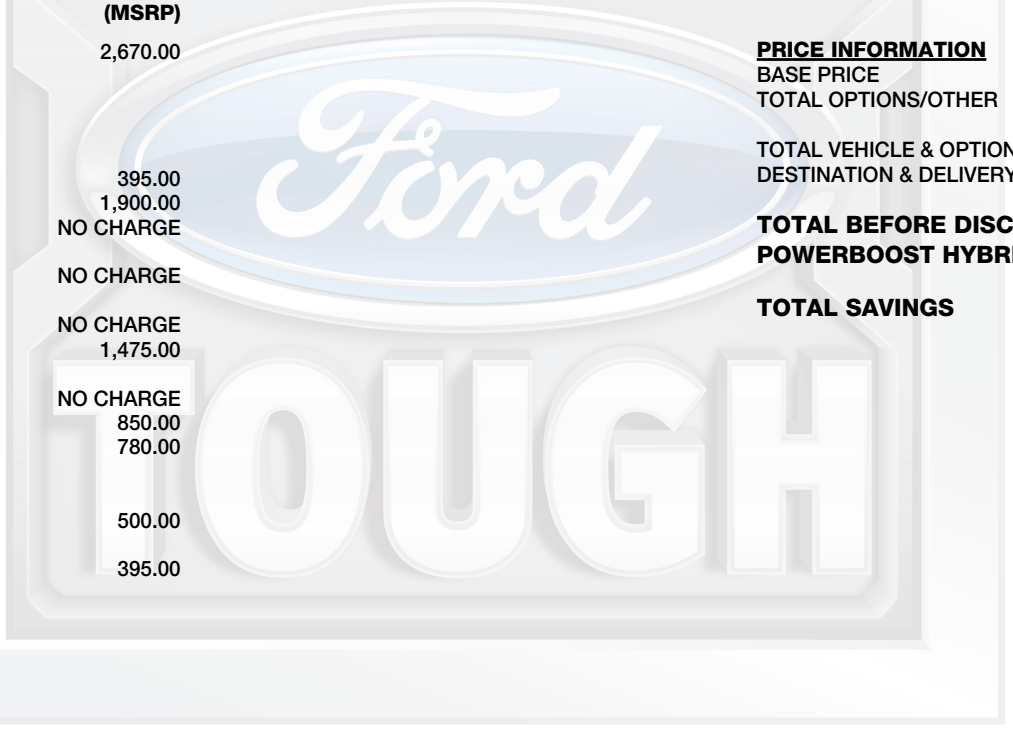 (MSRP)
2,670.00
395.00
1,900.00
NO CHARGE
NO CHARGE
NO CHARGE
1,475.00
NO CHARGE
850.00
780.00
500.00
395.00
PRICE INFORMATION
BASE PRICE
TOTAL OPTIONS/OTHER
TOTAL VEHICLE & OPTION
DESTINATION & DELIVERY
TOTAL BEFORE DISC
POWERBOOST HYBRI
TOTAL SAVINGS
Ford
TOUGH